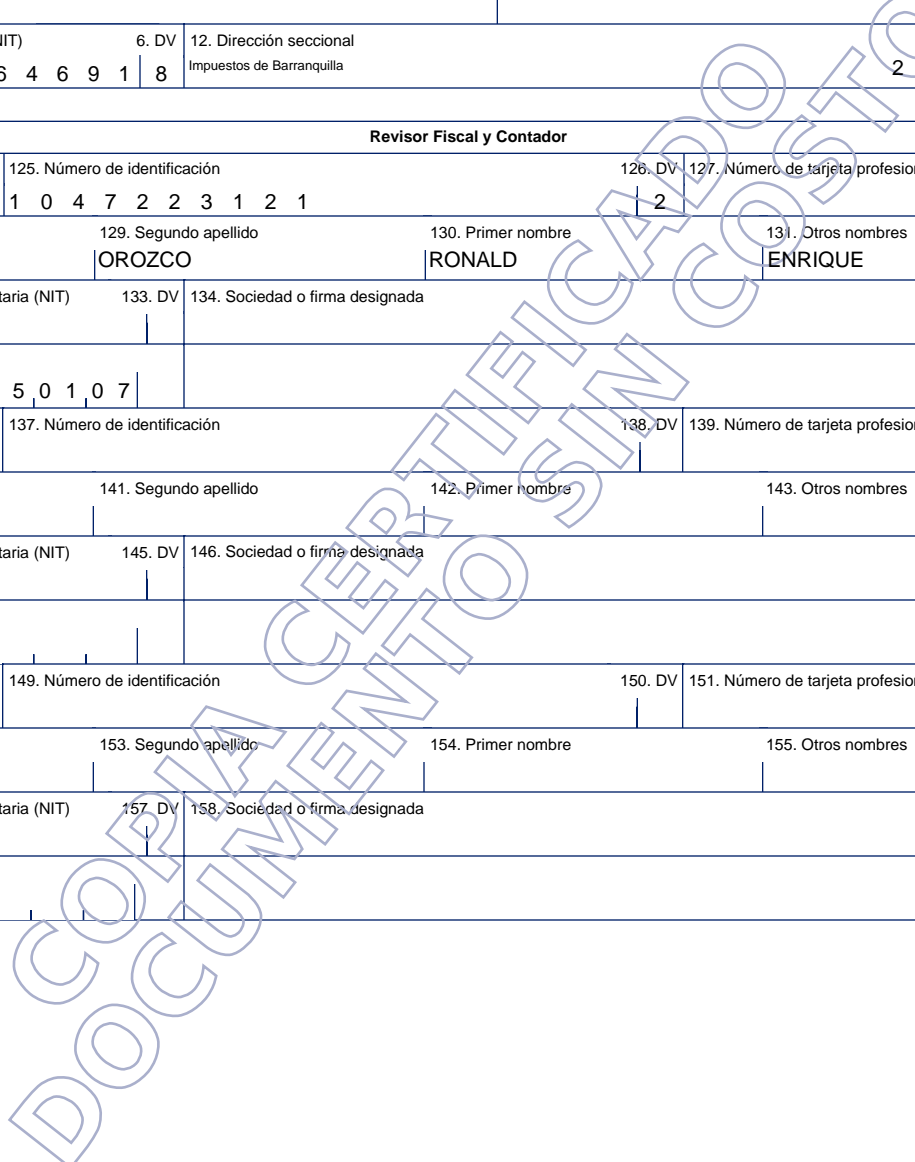 IT) 6. DV 12. Dirección seccional
6 4 6 9 1 8 Impuestos de Barranquilla 2
Revisor Fiscal y Contador
125. Número de identificación 126. DV 127. Número de tarjeta profesion
1 0 4 7 2 2 3 1 2 1 2
129. Segundo apellido 130. Primer nombre 131. Otros nombres
OROZCO RONALD ENRIQUE
taria (NIT) 133. DV 134. Sociedad o firma designada
5 0 1 0 7
137. Número de identificación 138. DV 139. Número de tarjeta profesion
141. Segundo apellido 142. Primer nombre 143. Otros nombres
taria (NIT) 145. DV 146. Sociedad o firma designada
149. Número de identificación 150. DV 151. Número de tarjeta profesion
153. Segundo apellido 154. Primer nombre 155. Otros nombres
taria (NIT) 157. DV 158. Sociedad o firma designada
COPIA CERTIFICADO
DOCUMENTO SIN COSTO